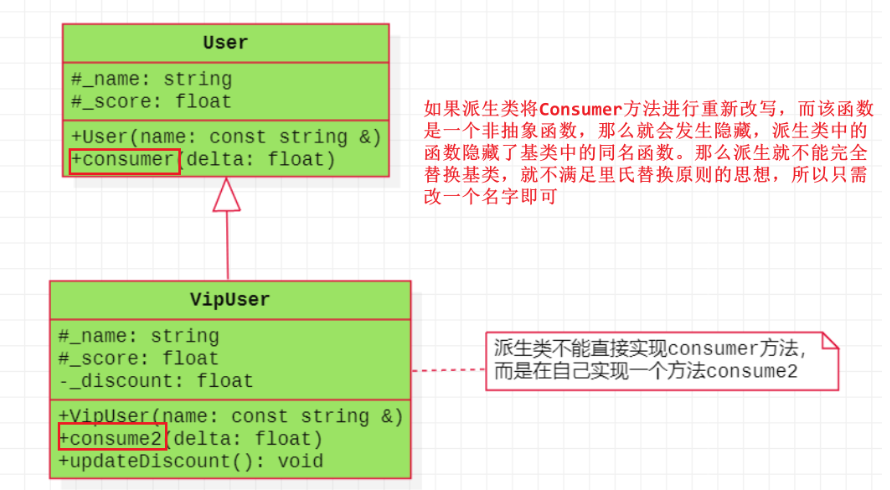 User
#_name: string
#_score: float
+User(name: const string &)
+consumer(delta: float)
如果派生类将Consumer方法进行重新改写，而该函数
是一个非抽象函数，那么就会发生隐藏，派生类中的
函数隐藏了基类中的同名函数。那么派生就不能完全
替换基类，就不满足里氏替换原则的思想，所以只需
改一个名字即可
VipUser
#_name: string
#_score: float
-_discount: float
+VipUser(name: const string &)
+consume2(delta: float)
+updateDiscount(): void
派生类不能直接实现consumer方法，
而是在自己实现一个方法consume2